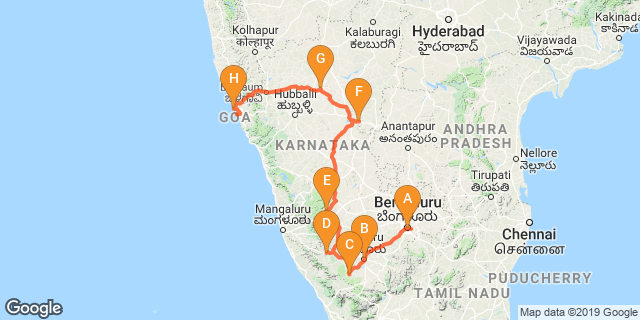 Kolhapur
कोल्हापूर
Kalaburagi
ಕಲಬುರಗಿ
Hyderabad
హైదరాబాద్
Kakinada
కాకినాడ
Vijayawada
విజయవాడ
G
H
Hubballi
ಹುಬ್ಬಳ್ಳಿ
F
GOA
KARNATAKA
Anantapur
అనంతపురం
ANDHRA
PRADESH
Nellore
నెల్లూరు
Tirupati
తిరుపతి
E
A
Mangaluru
ಮಂಗಳೂರು
D
B
C
Chennai
சென்னை
PUDUCHERRY
TAMIL NADU
Google
Map data ©2019 Google